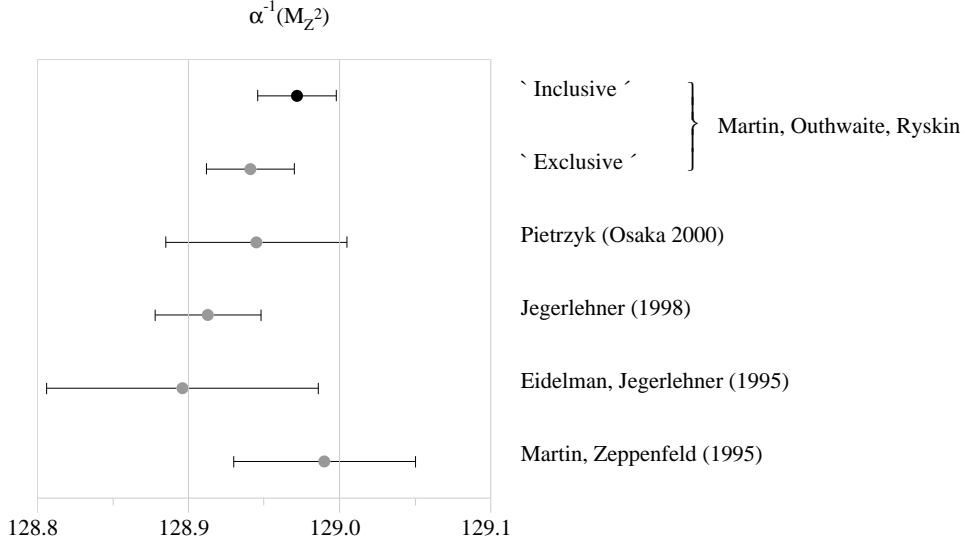 α⁻¹(M_Z²)
` Inclusive ´
Martin, Outhwaite, Ryskin
` Exclusive ´
Pietrzyk (Osaka 2000)
Jegerlehner (1998)
Eidelman, Jegerlehner (1995)
Martin, Zeppenfeld (1995)
128.8 128.9 129.0 129.1